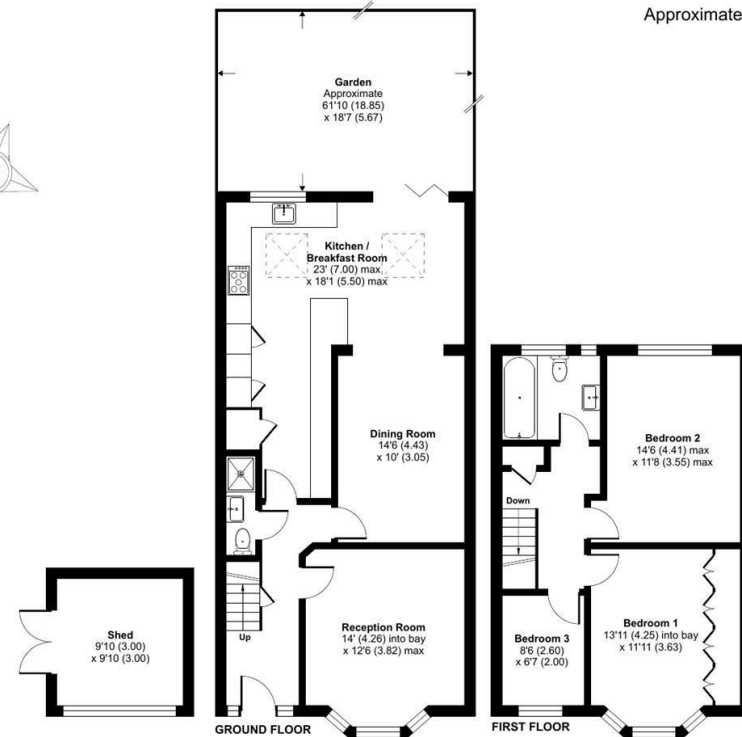 Approximate
Garden
Approximate
61'10 (18.85)
x 18'7 (5.67)
Kitchen /
Breakfast Room
23' (7.00) max
x 18'1 (5.50) max
Dining Room
14'6 (4.43)
x 10' (3.05)
Reception Room
14' (4.26) into bay
x 12'6 (3.82) max
Up
Shed
9'10 (3.00)
x 9'10 (3.00)
GROUND FLOOR
Bedroom 2
14'6 (4.41) max
x 11'8 (3.55) max
Down
Bedroom 1
13'11 (4.25) into bay
x 11'11 (3.63)
Bedroom 3
8'6 (2.60)
x 6'7 (2.00)
FIRST FLOOR